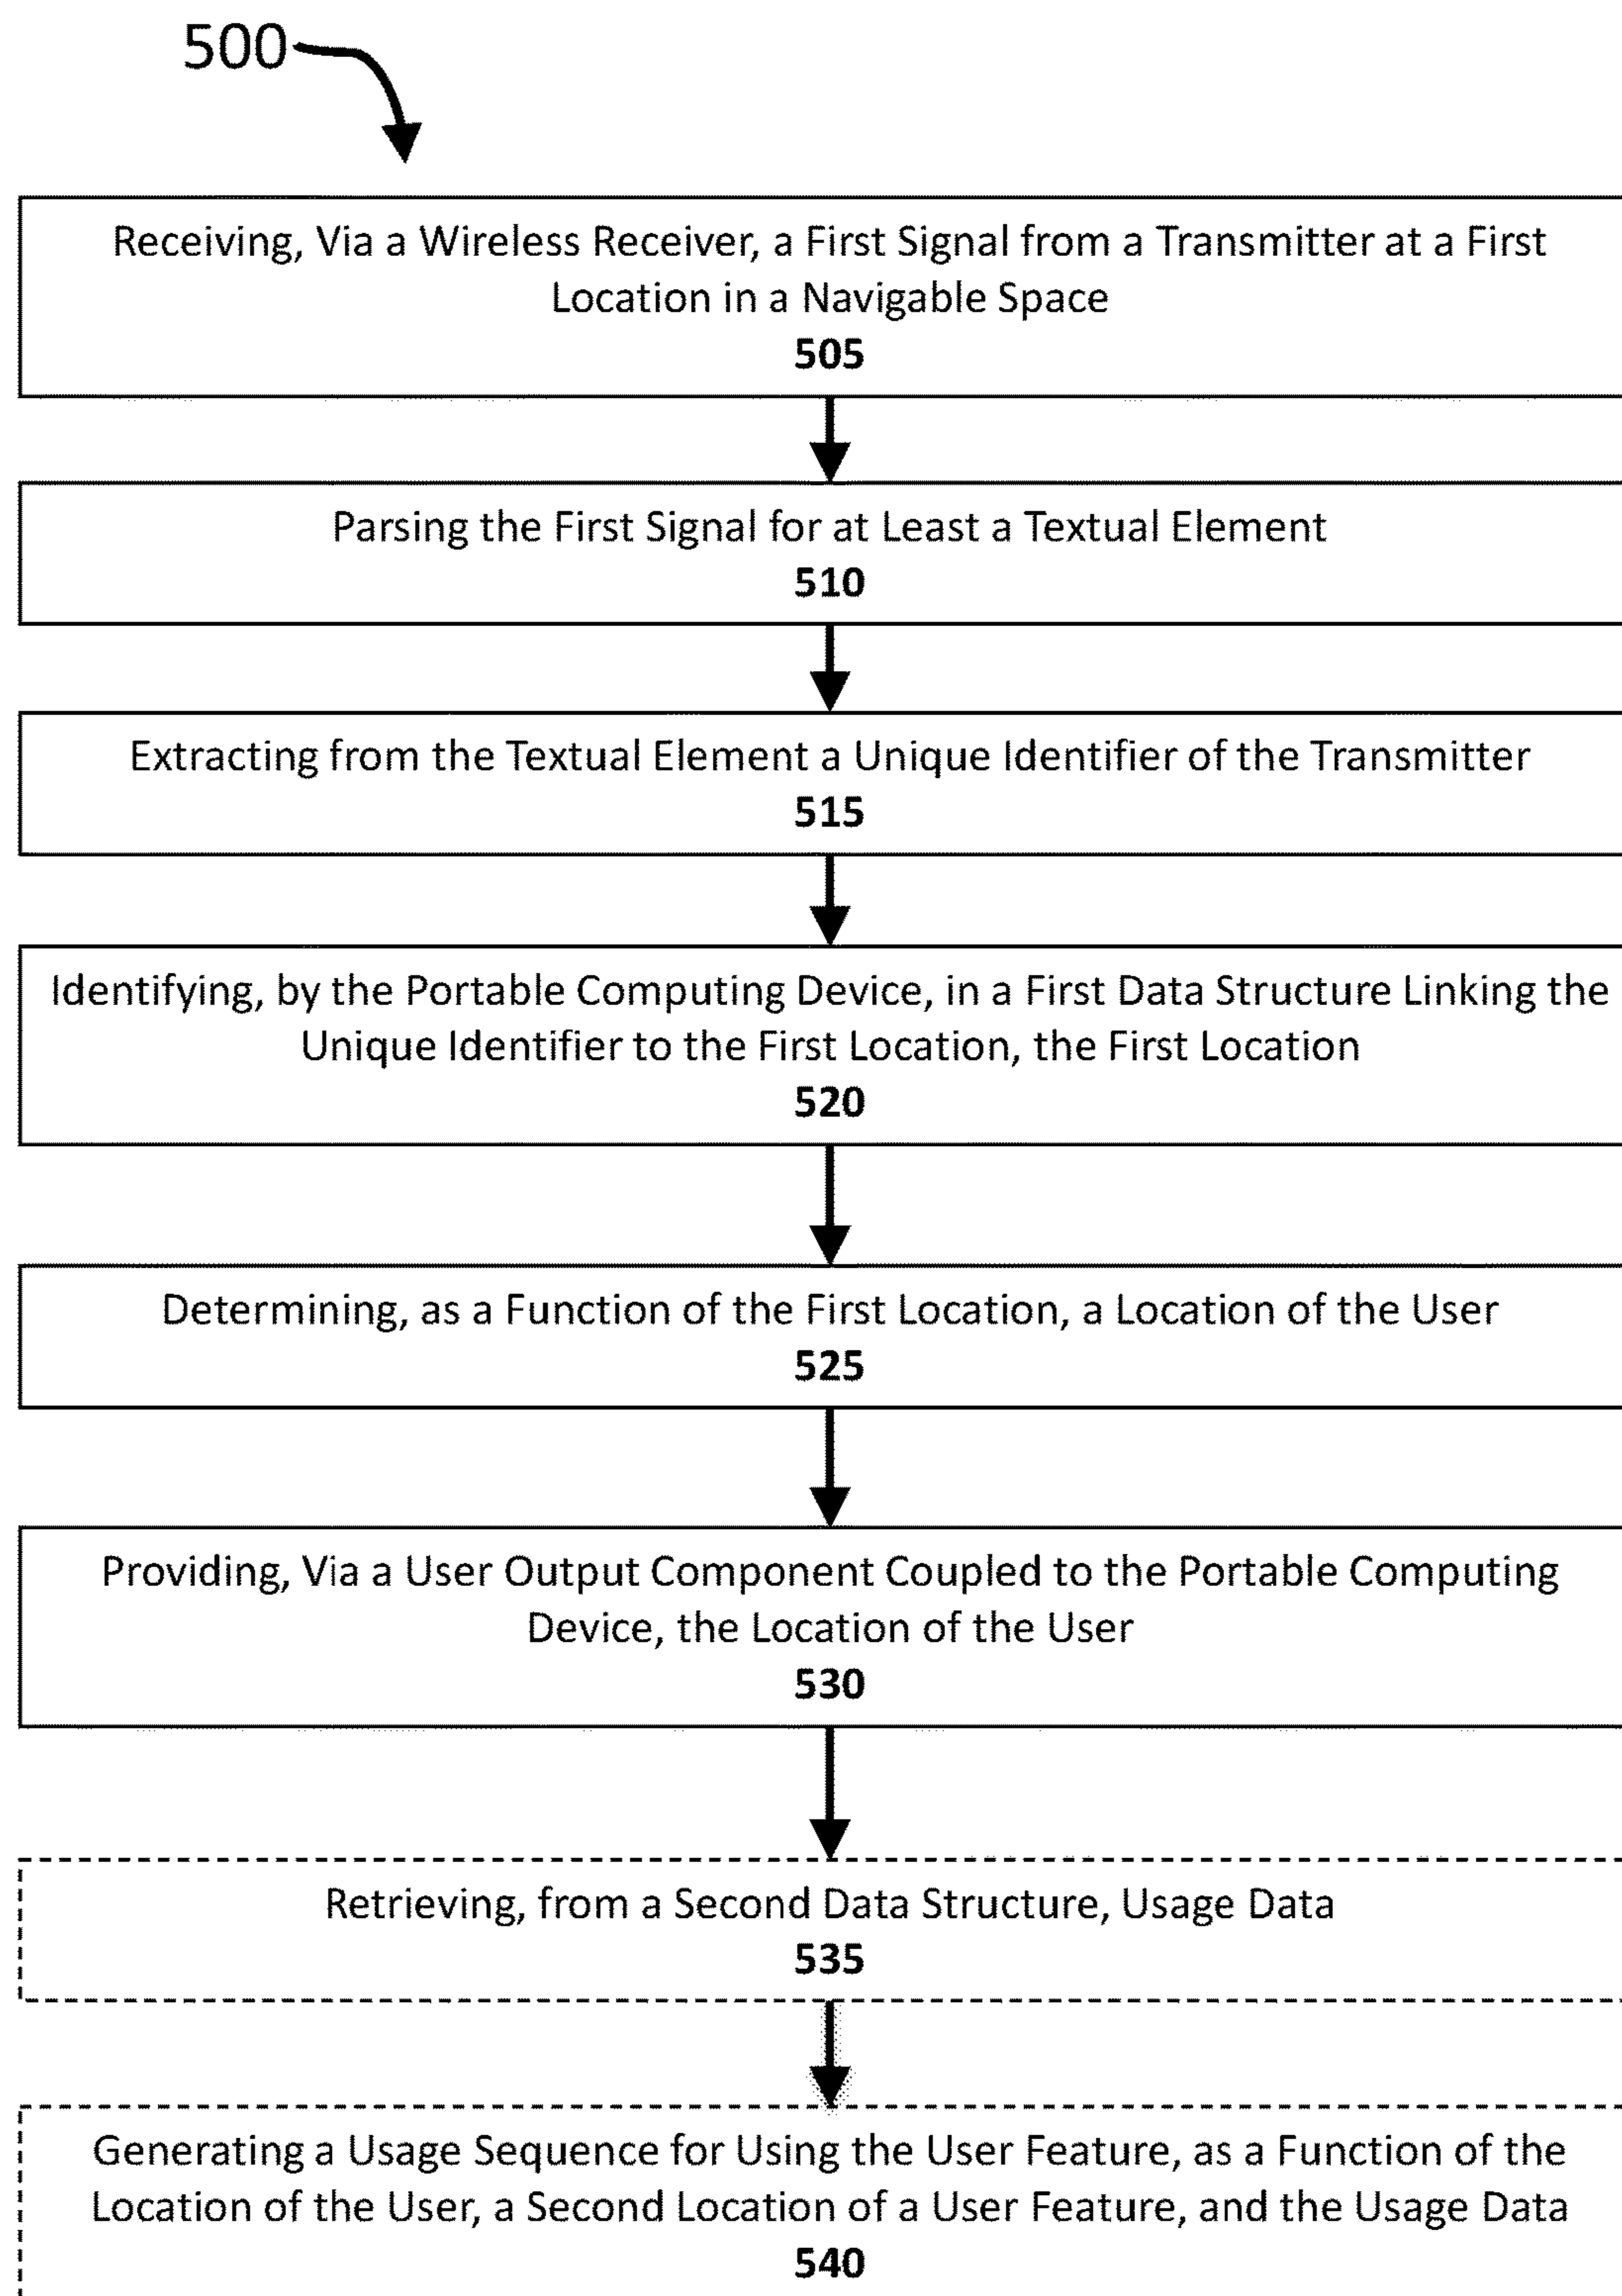 500
Receiving, Via a Wireless Receiver, a First Signal from a Transmitter at a First
Location in a Navigable Space
505
Parsing the First Signal for at Least a Textual Element
510
Extracting from the Textual Element a Unique Identifier of the Transmitter
515
Identifying, by the Portable Computing Device, in a First Data Structure Linking the
Unique Identifier to the First Location, the First Location
520
Determining, as a Function of the First Location, a Location of the User
525
Providing, Via a User Output Component Coupled to the Portable Computing
Device, the Location of the User
530
Retrieving, from a Second Data Structure, Usage Data
535
Generating a Usage Sequence for Using the User Feature, as a Function of the
Location of the User, a Second Location of a User Feature, and the Usage Data
540